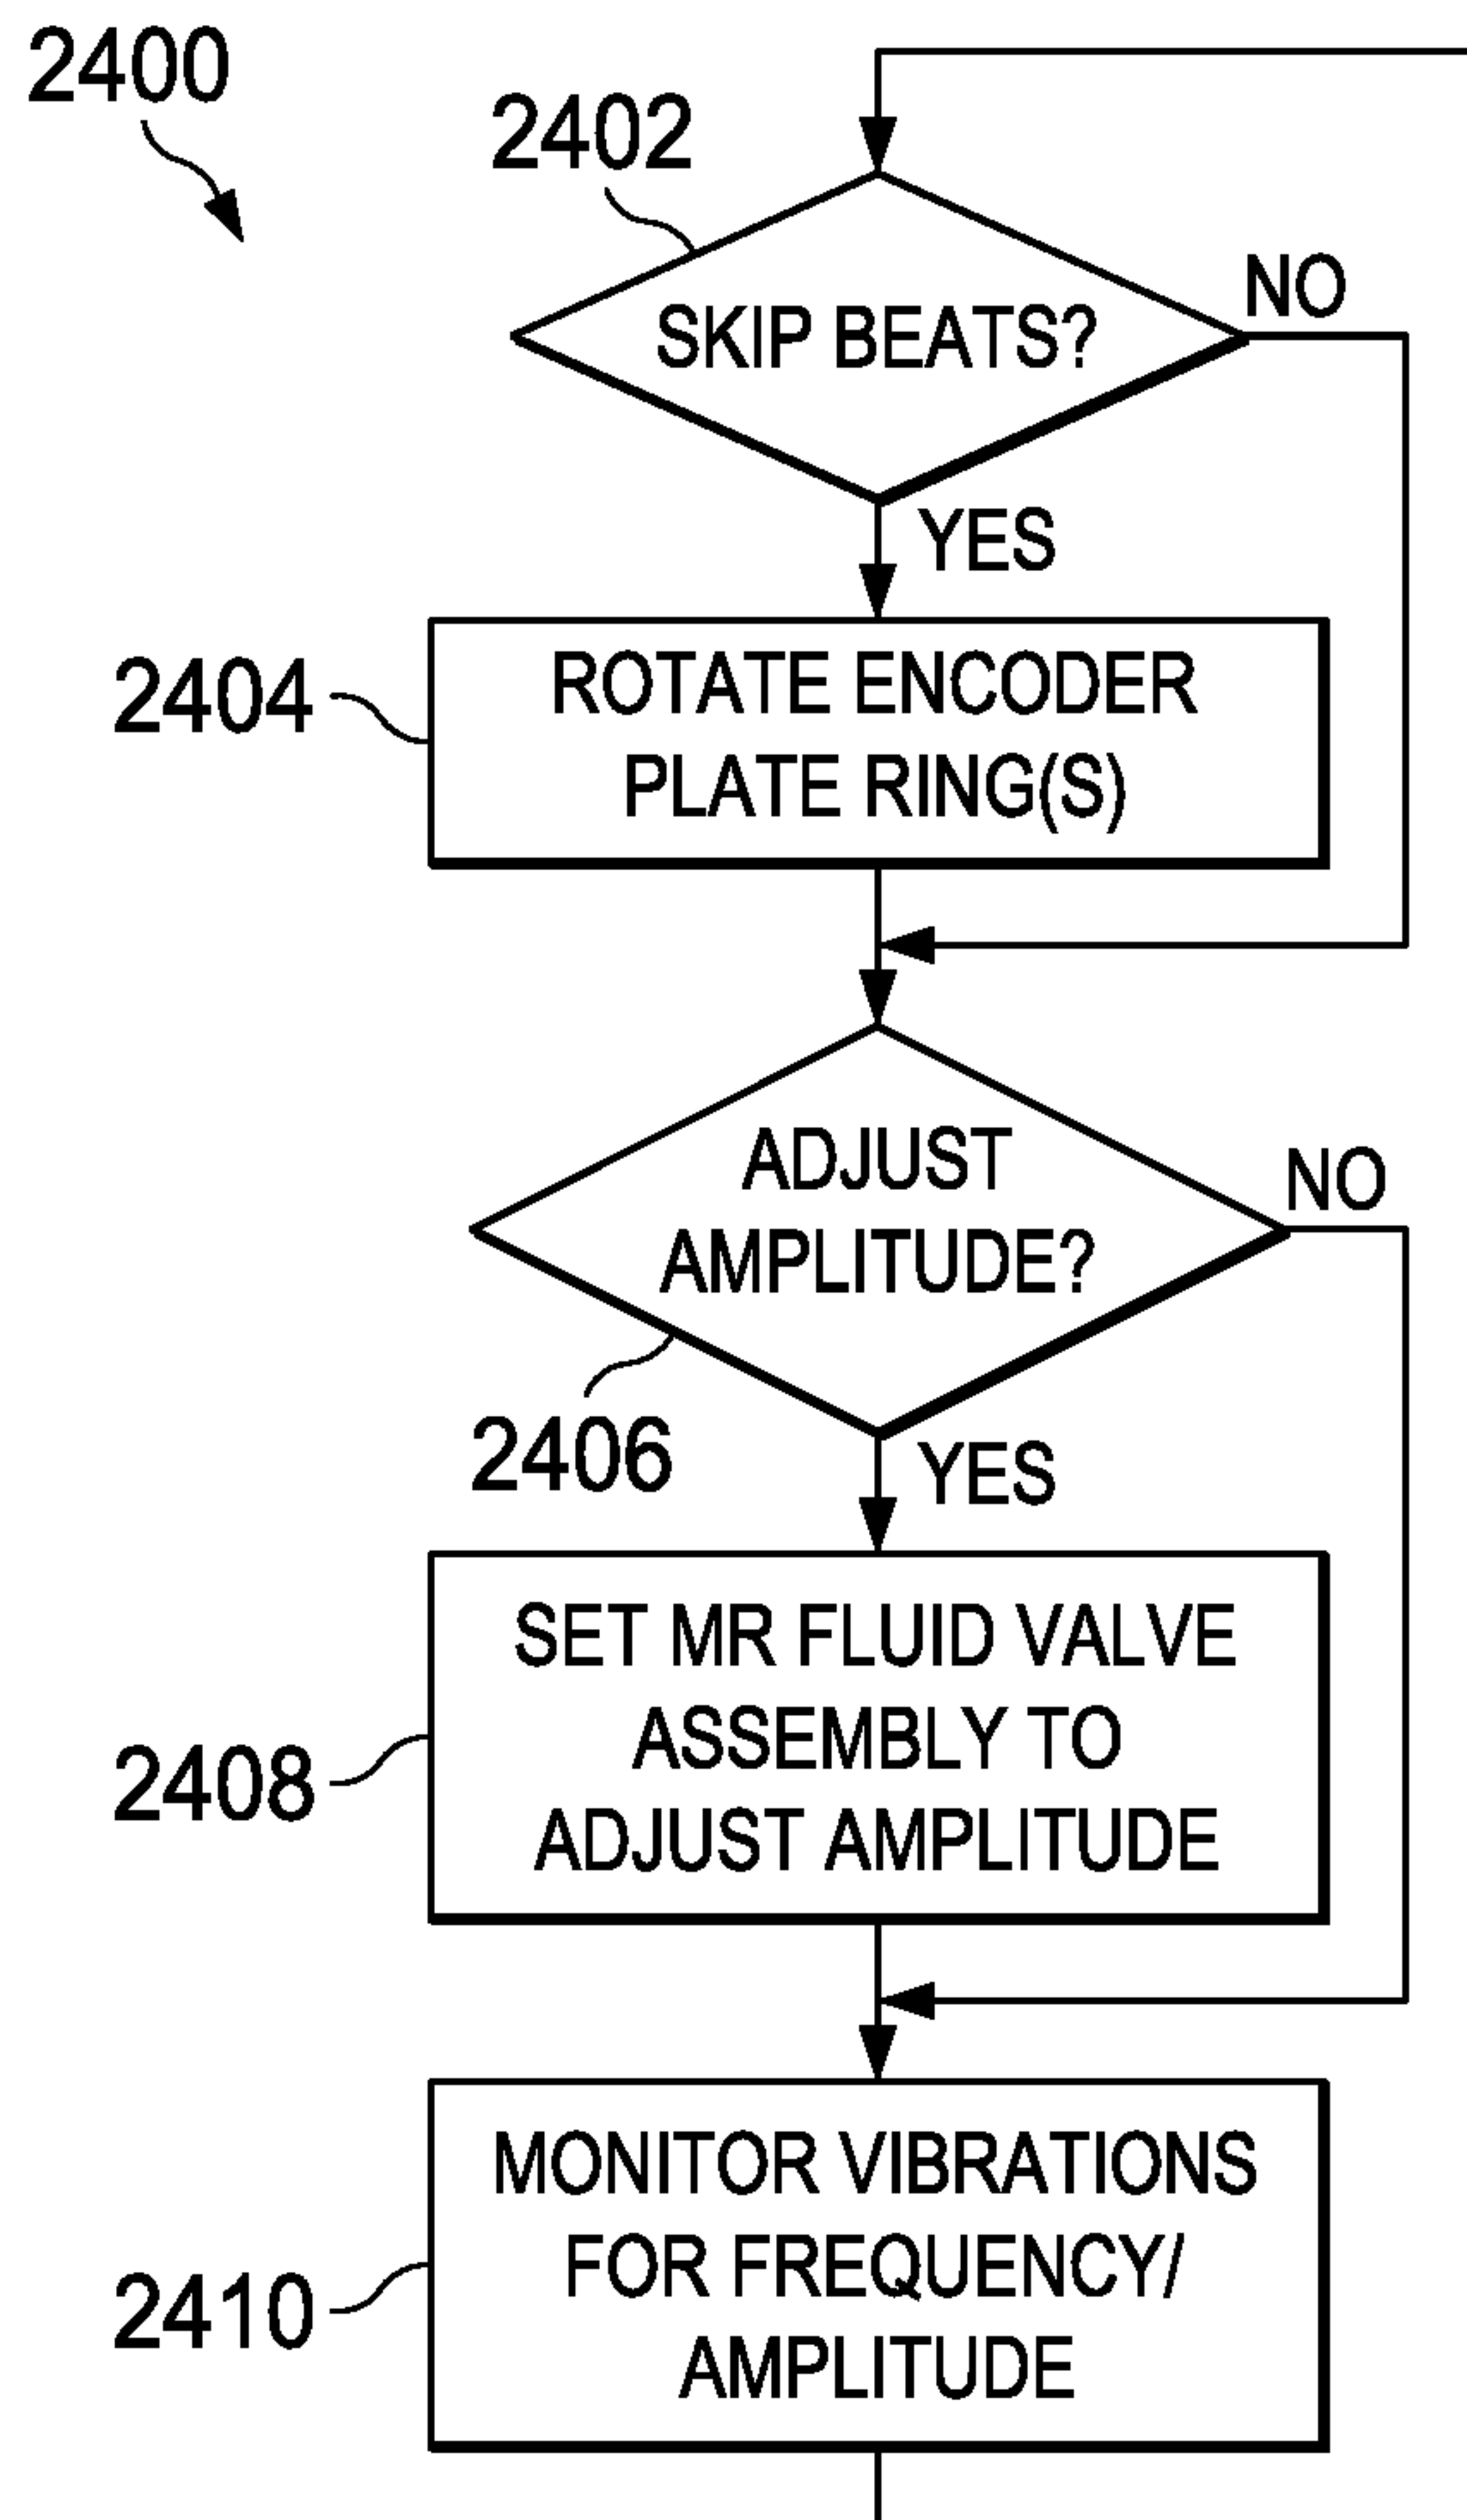 2400
2402
SKIP BEATS?
NO
YES
2404
ROTATE ENCODER
PLATE RING(S)
ADJUST
AMPLITUDE?
NO
2406
YES
2408
SET MR FLUID VALVE
ASSEMBLY TO
ADJUST AMPLITUDE
2410
MONITOR VIBRATIONS
FOR FREQUENCY/
AMPLITUDE